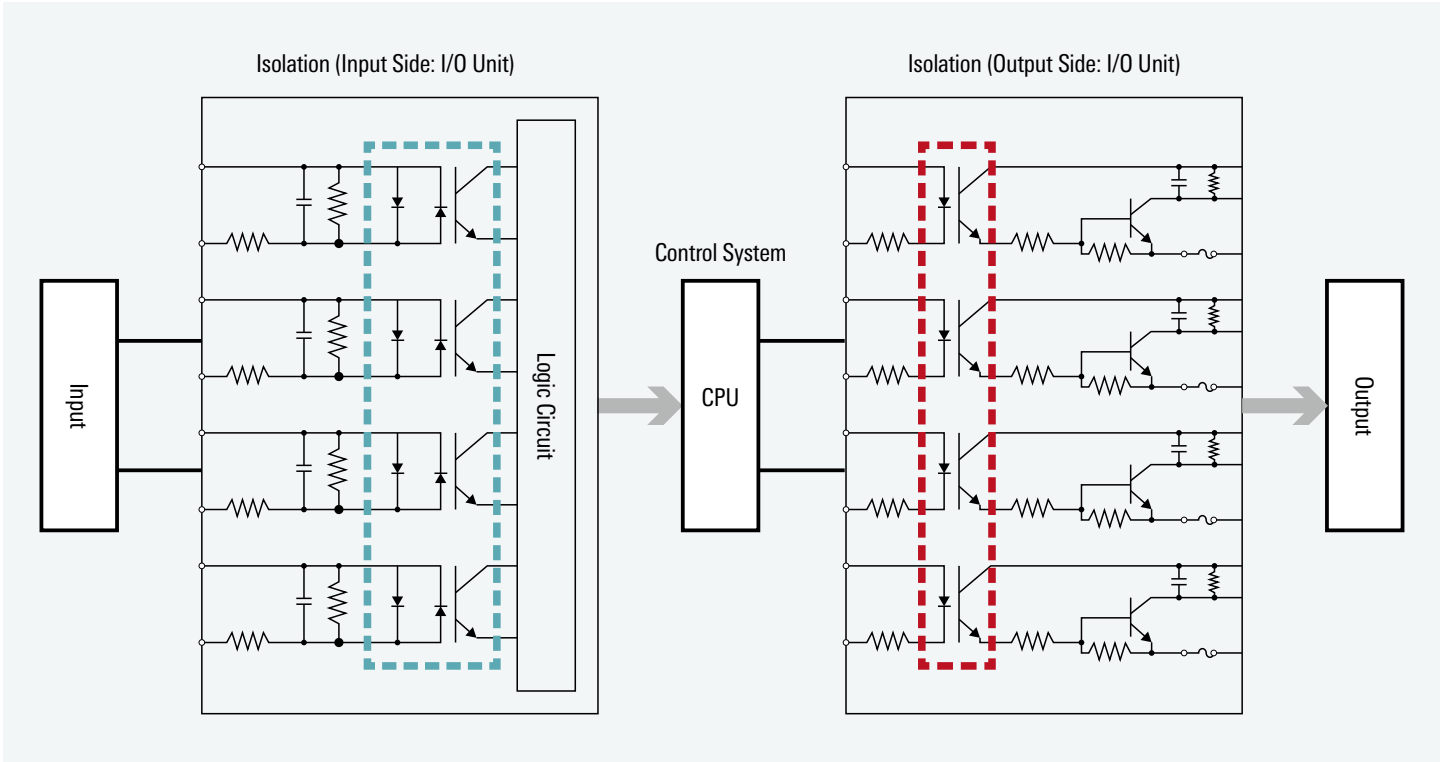 Isolation (Input Side: I/O Unit)
Isolation (Output Side: I/O Unit)
Control System
Input
Logic Circuit
CPU
Output